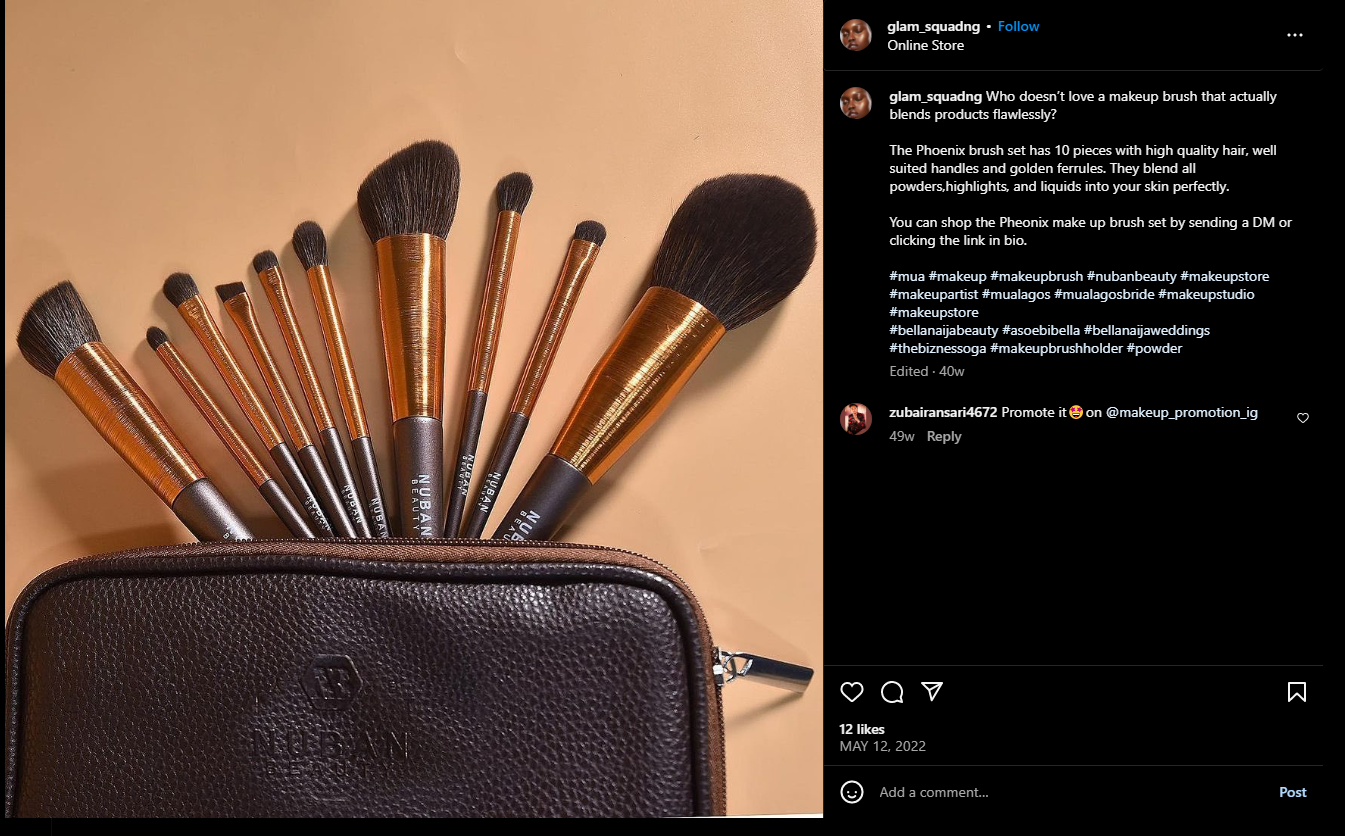 glam_squadng • Follow
Online Store
glam_squadng Who doesn’t love a makeup brush that actually
blends products flawlessly?
The Phoenix brush set has 10 pieces with high quality hair, well
suited handles and golden ferrules. They blend all
powders,highlights, and liquids into your skin perfectly.
You can shop the Pheonix make up brush set by sending a DM or
clicking the link in bio.
#mua #makeup #makeupbrush #nubanbeauty #makeupstore
#makeupartist #mualagos #mualagosbride #makeupstudio
#makeupstore
#bellanaijabeauty #asoebibella #bellanaijaweddings
#thebiznessoga #makeupbrushholder #powder
Edited · 40w
zubairansari4672 Promote it🤩on @makeup_promotion_ig
49w Reply
12 likes
MAY 12, 2022
Add a comment...
Post
NUBAN
NUBAN
NUBAN
NUBAN
BEAUTY
NUBAN
BEAUTY
NUBAN
BEAUTY
NUBAN
BEAUTY